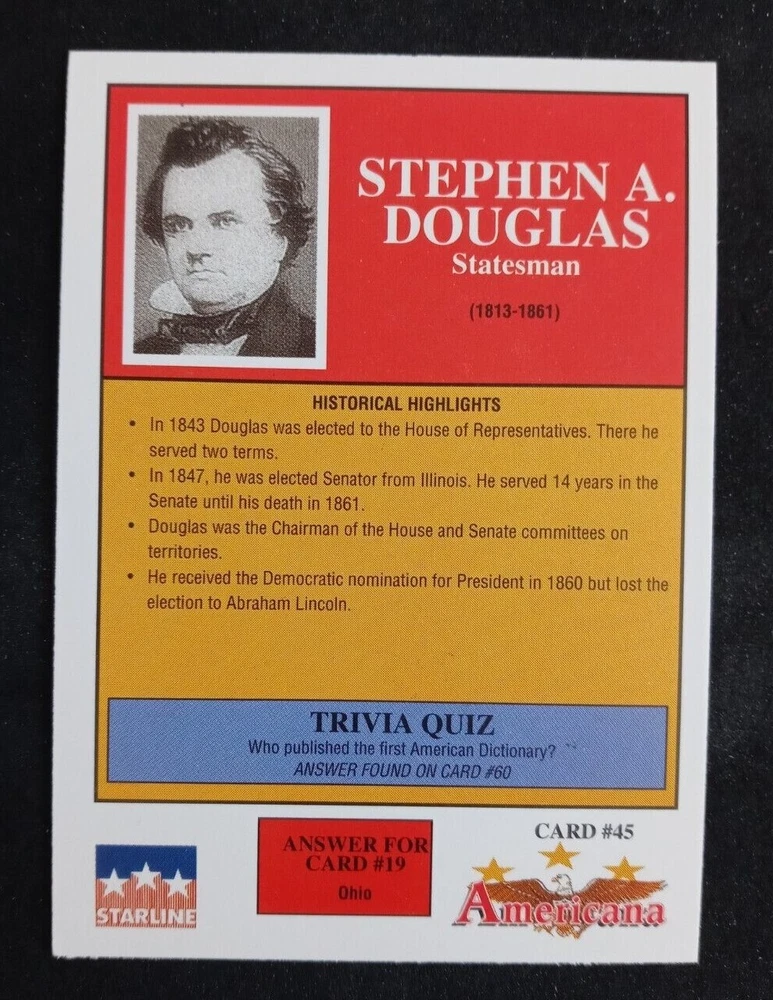 STEPHEN A.
DOUGLAS
Statesman
(1813-1861)
HISTORICAL HIGHLIGHTS
• In 1843 Douglas was elected to the House of Representatives. There he
served two terms.
• In 1847, he was elected Senator from Illinois. He served 14 years in the
Senate until his death in 1861.
• Douglas was the Chairman of the House and Senate committees on
territories.
• He received the Democratic nomination for President in 1860 but lost the
election to Abraham Lincoln.
TRIVIA QUIZ
Who published the first American Dictionary?
ANSWER FOUND ON CARD #60
STARLINE
ANSWER FOR
CARD #19
Ohio
CARD #45
Americana